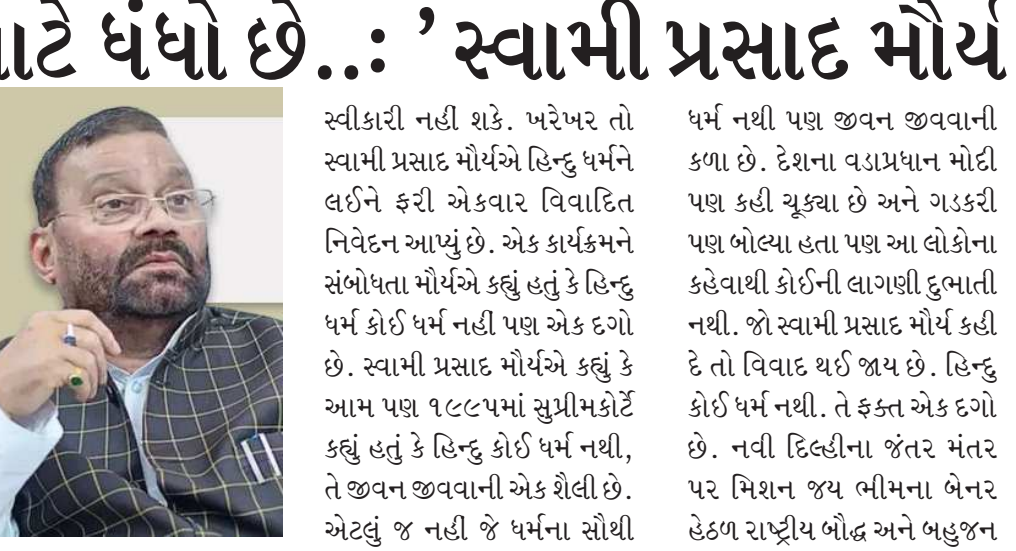 માટે ધંધો છે..: ’ સ્વામી પ્રસાદ મૌર્ય
સ્વીકારી નહીં શકે. ખરેખર તો
સ્વામી પ્રસાદ મૌર્યએ હિન્દુ ધર્મને
લઈને ફરી એકવાર વિવાદિત
નિવેદન આપ્યું છે. એક કાર્યક્રમને
સંબોધતા મૌર્યએ કહ્યું હતું કે હિન્દુ
ધર્મ કોઈ ધર્મ નહીં પણ એક દગો
છે. સ્વામી પ્રસાદ મૌર્યએ કહ્યું કે
આમ પણ ૧૯૯૫માં સુપ્રીમકોર્ટે
કહ્યું હતું કે હિન્દુ કોઈ ધર્મ નથી,
તે જીવન જીવવાની એક શૈલી છે.
એટલું જ નહીં જે ધર્મના સૌથી
ધર્મ નથી પણ જીવન જીવવાની
કળા છે. દેશના વડાપ્રધાન મોદી
પણ કહી ચૂક્યા છે અને ગડકરી
પણ બોલ્યા હતા પણ આ લોકોના
કહેવાથી કોઈની લાગણી દુભાતી
નથી. જો સ્વામી પ્રસાદ મૌર્ય કહી
દે તો વિવાદ થઈ જાય છે. હિન્દુ
કોઈ ધર્મ નથી. તે ફક્ત એક દગો
છે. નવી દિલ્હીના જંતર મંતર
પર મિશન જય ભીમના બેનર
હેઠળ રાષ્ટ્રીય બૌદ્ધ અને બહુજન